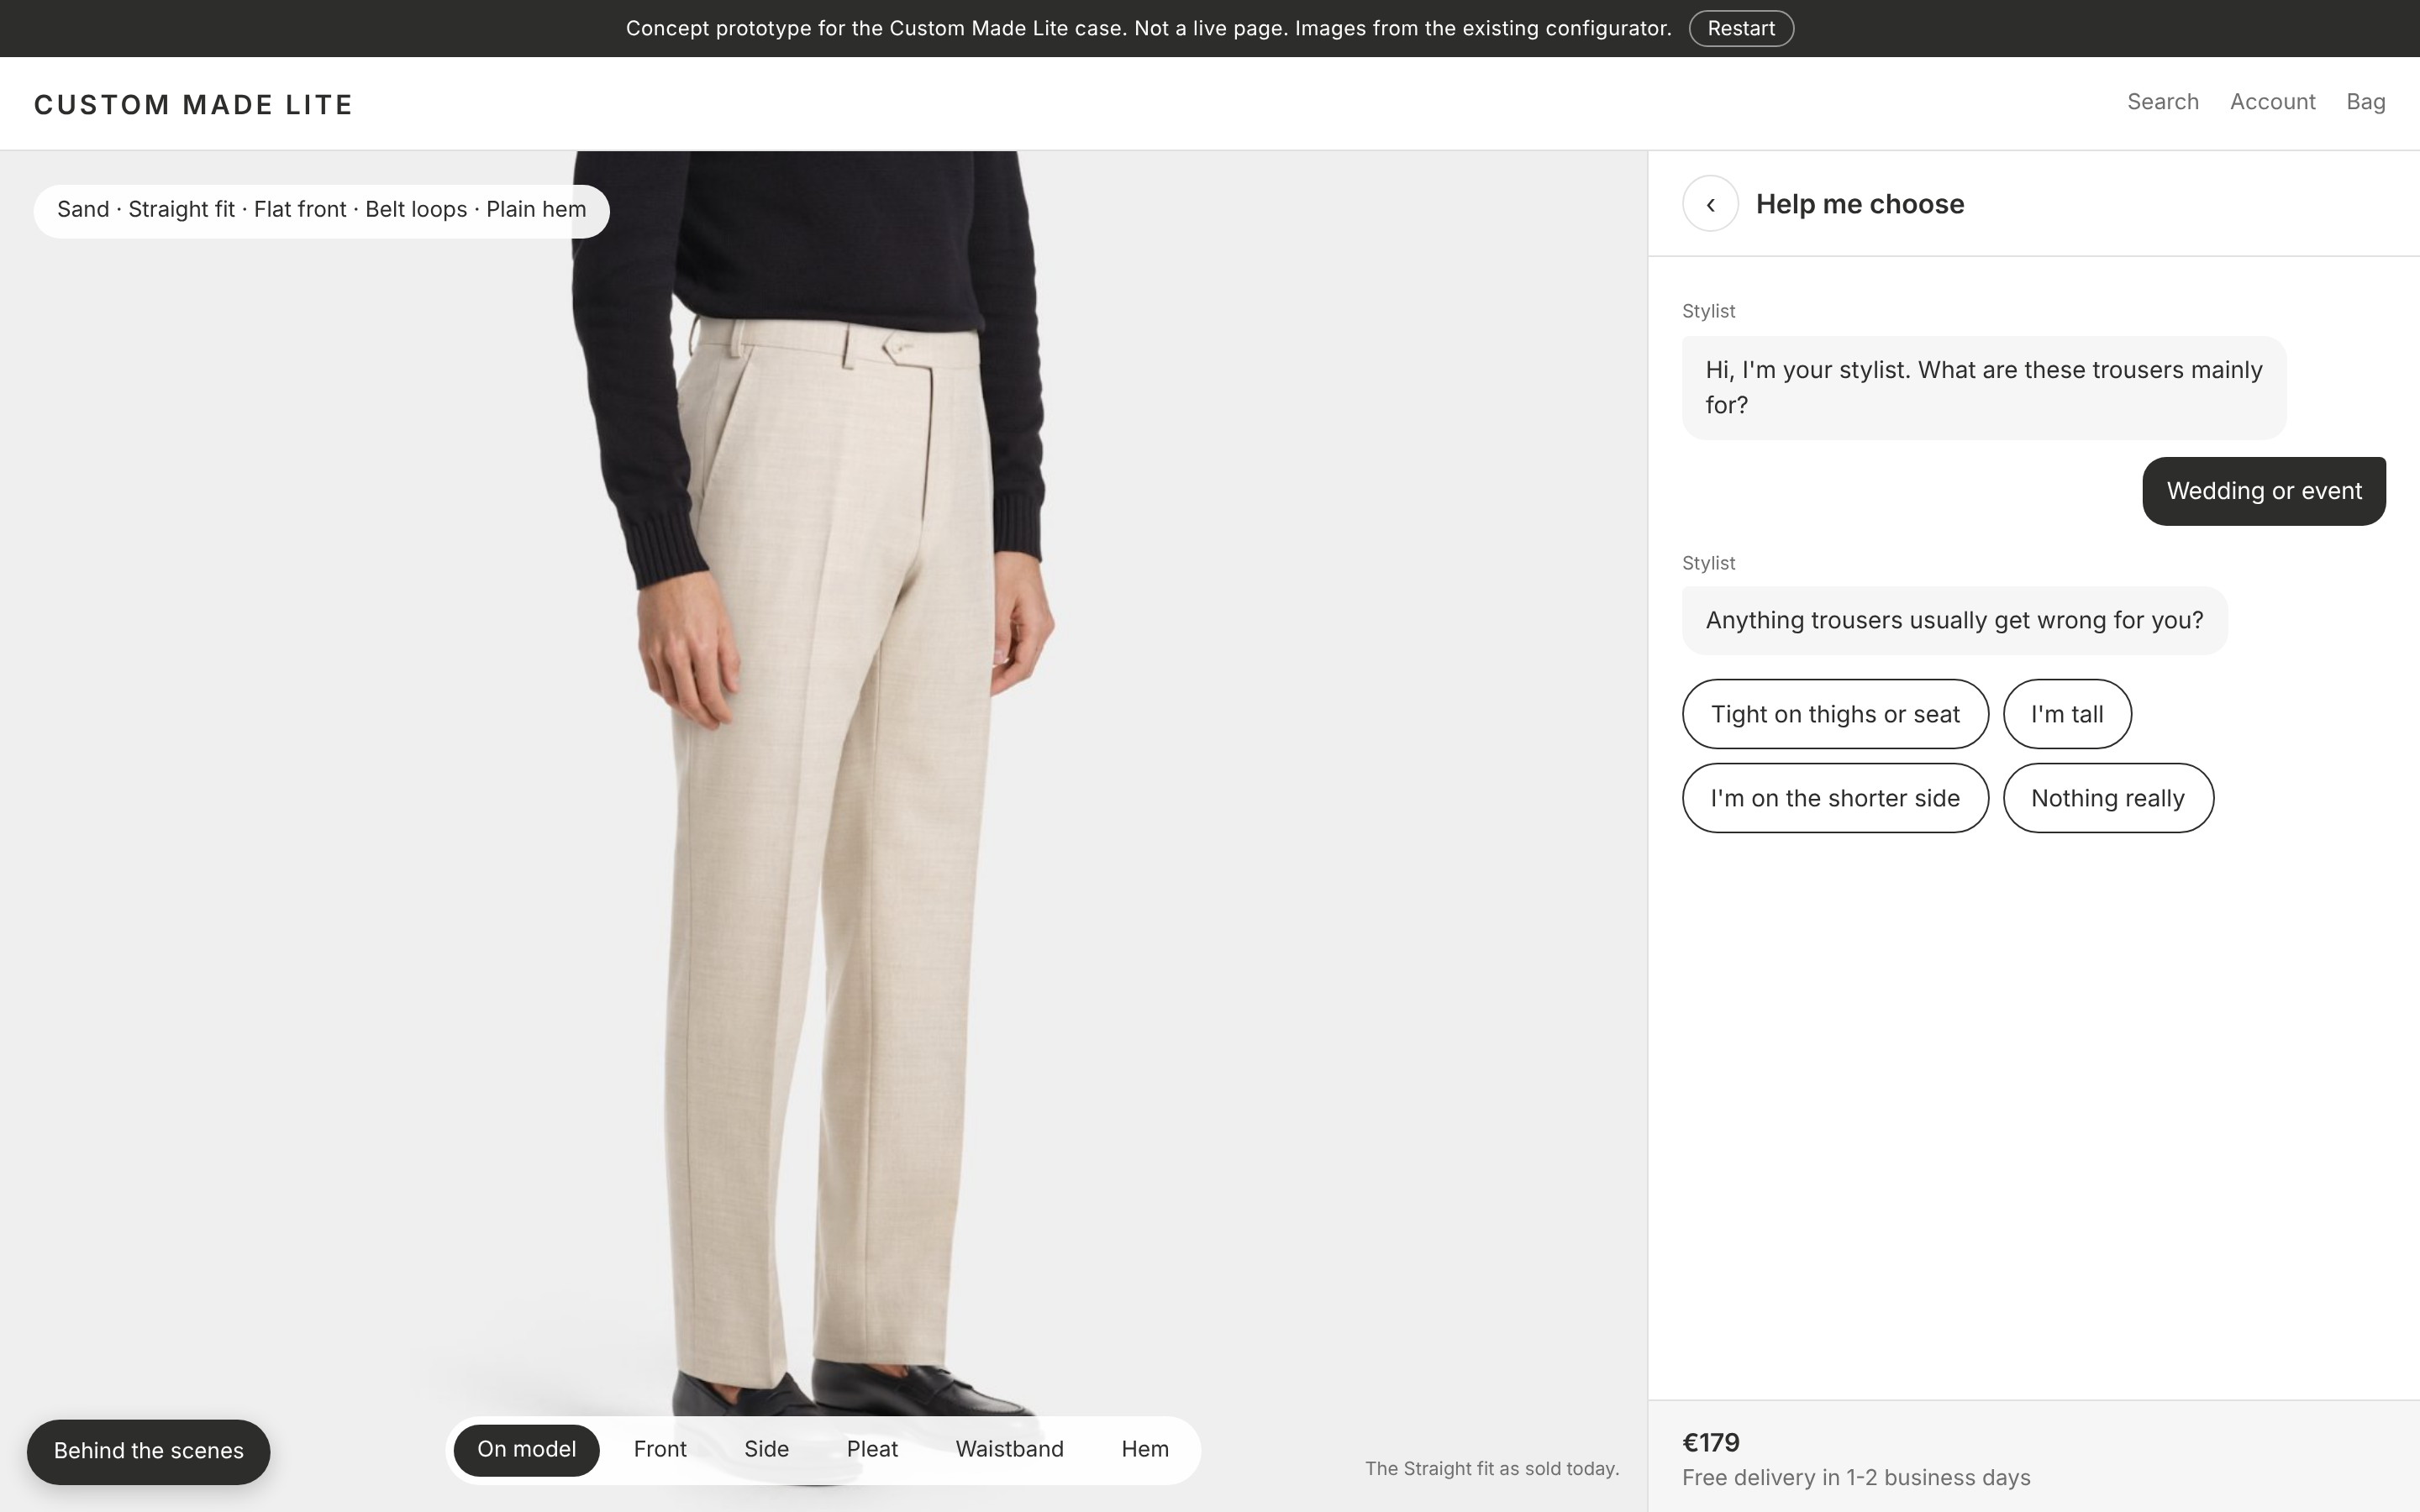 Concept prototype for the Custom Made Lite case. Not a live page. Images from the existing configurator.
Restart
CUSTOM MADE LITE
Search
Account
Bag
Sand · Straight fit · Flat front · Belt loops · Plain hem
‹
Help me choose
Stylist
Hi, I'm your stylist. What are these trousers mainly
for?
Wedding or event
Stylist
Anything trousers usually get wrong for you?
Tight on thighs or seat
I'm tall
I'm on the shorter side
Nothing really
Behind the scenes
On model
Front
Side
Pleat
Waistband
Hem
The Straight fit as sold today.
€179
Free delivery in 1-2 business days